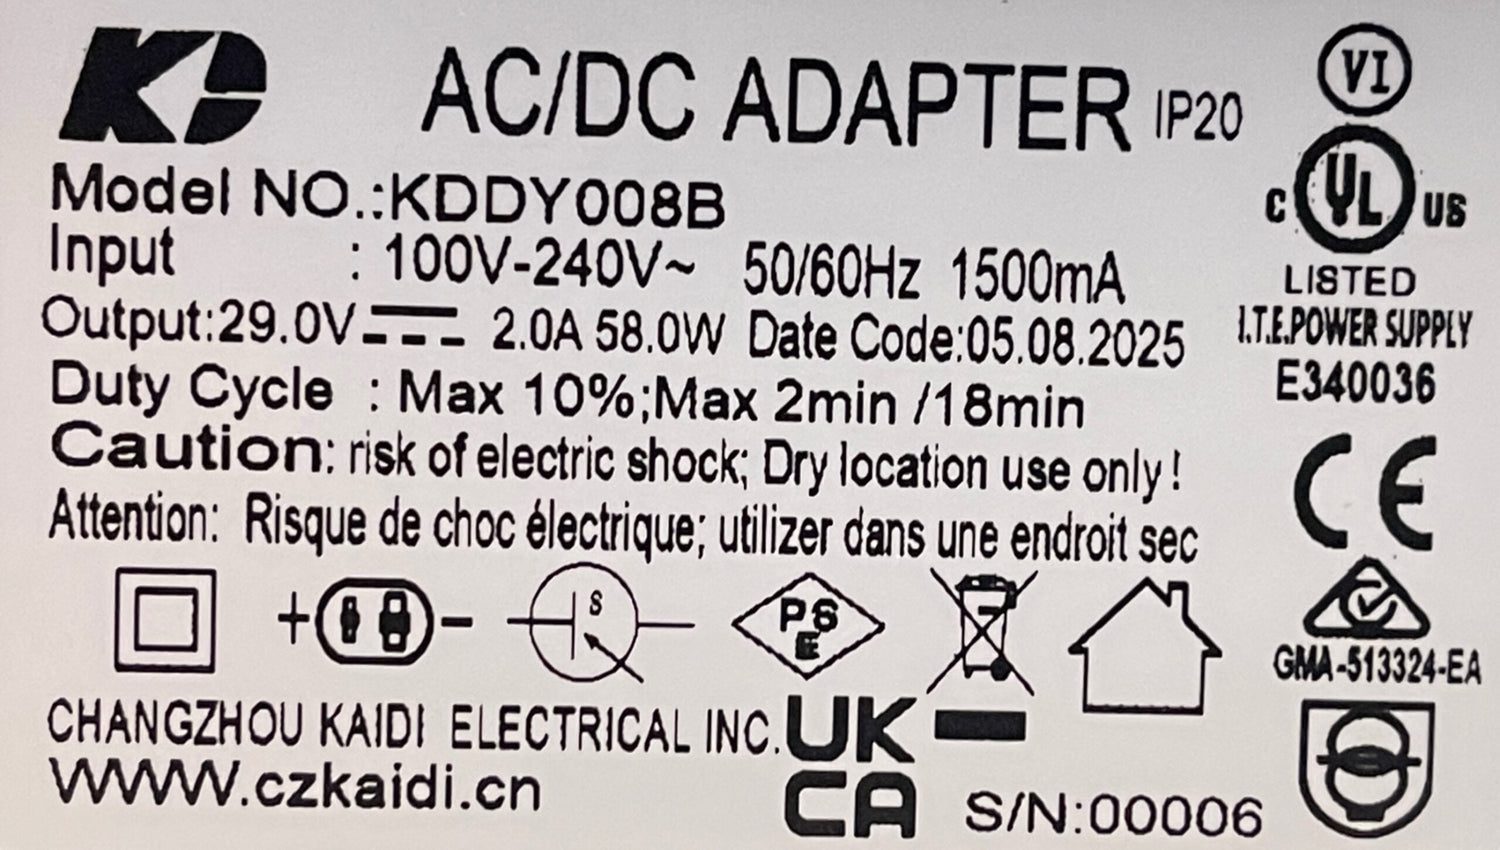 KD
AC/DC ADAPTER IP20
Model NO.:KDDY008B
Input : 100V-240V~ 50/60Hz 1500mA
Output:29.0V⎓ 2.0A 58.0W Date Code:05.08.2025
Duty Cycle : Max 10%;Max 2min /18min
Caution: risk of electric shock; Dry location use only!
Attention: Risque de choc électrique; utilizer dans une endroit sec
+ -
S
PS
E
CHANGZHOU KAIDI ELECTRICAL INC.
WWW.czkaidi.cn
UK
CA
S/N:00006
VI
C UL US
LISTED
I.T.E.POWER SUPPLY
E340036
CE
GMA-513324-EA